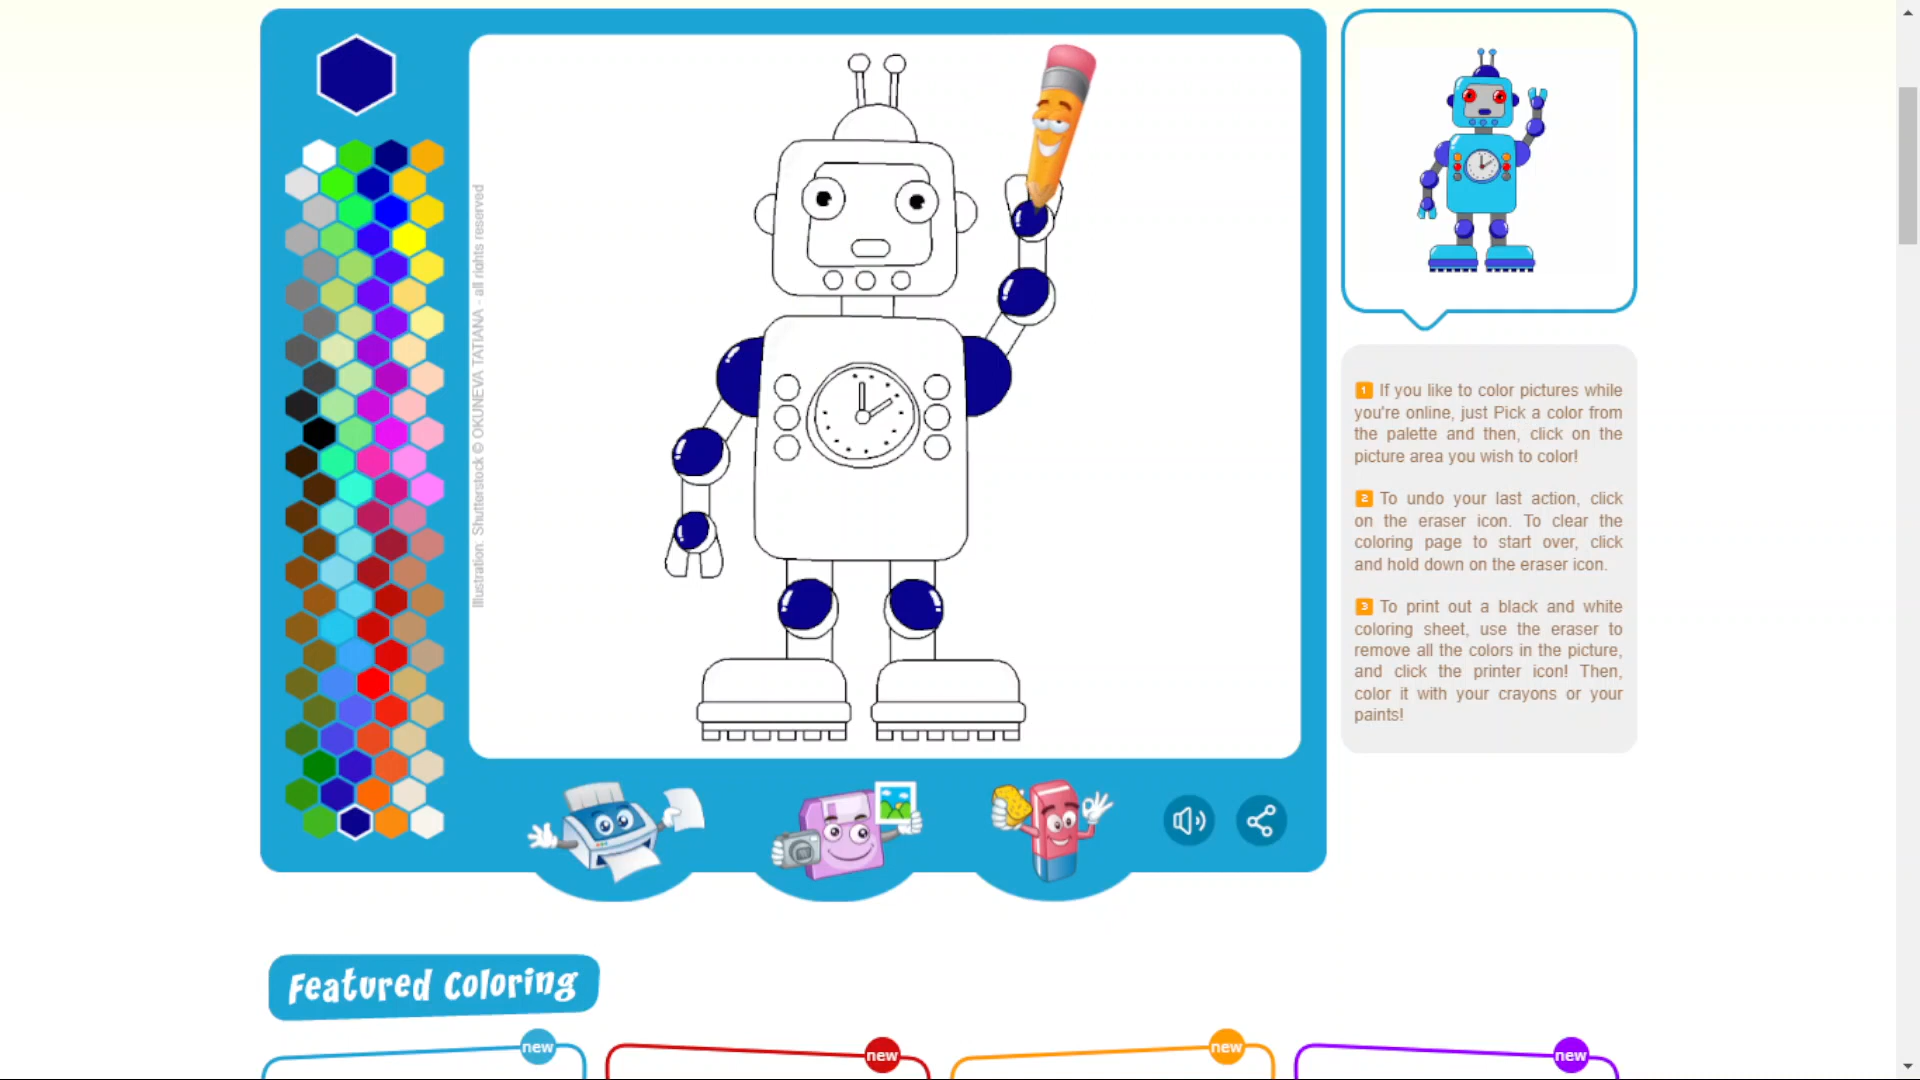 Illustration: Shutterstock © OKUNEVA TATIANA - all rights reserved
1 If you like to color pictures while
you're online, just Pick a color from
the palette and then, click on the
picture area you wish to color!
2 To undo your last action, click
on the eraser icon. To clear the
coloring page to start over, click
and hold down on the eraser icon.
3 To print out a black and white
coloring sheet, use the eraser to
remove all the colors in the picture,
and click the printer icon! Then,
color it with your crayons or your
paints!
Featured Coloring
new
new
new
new